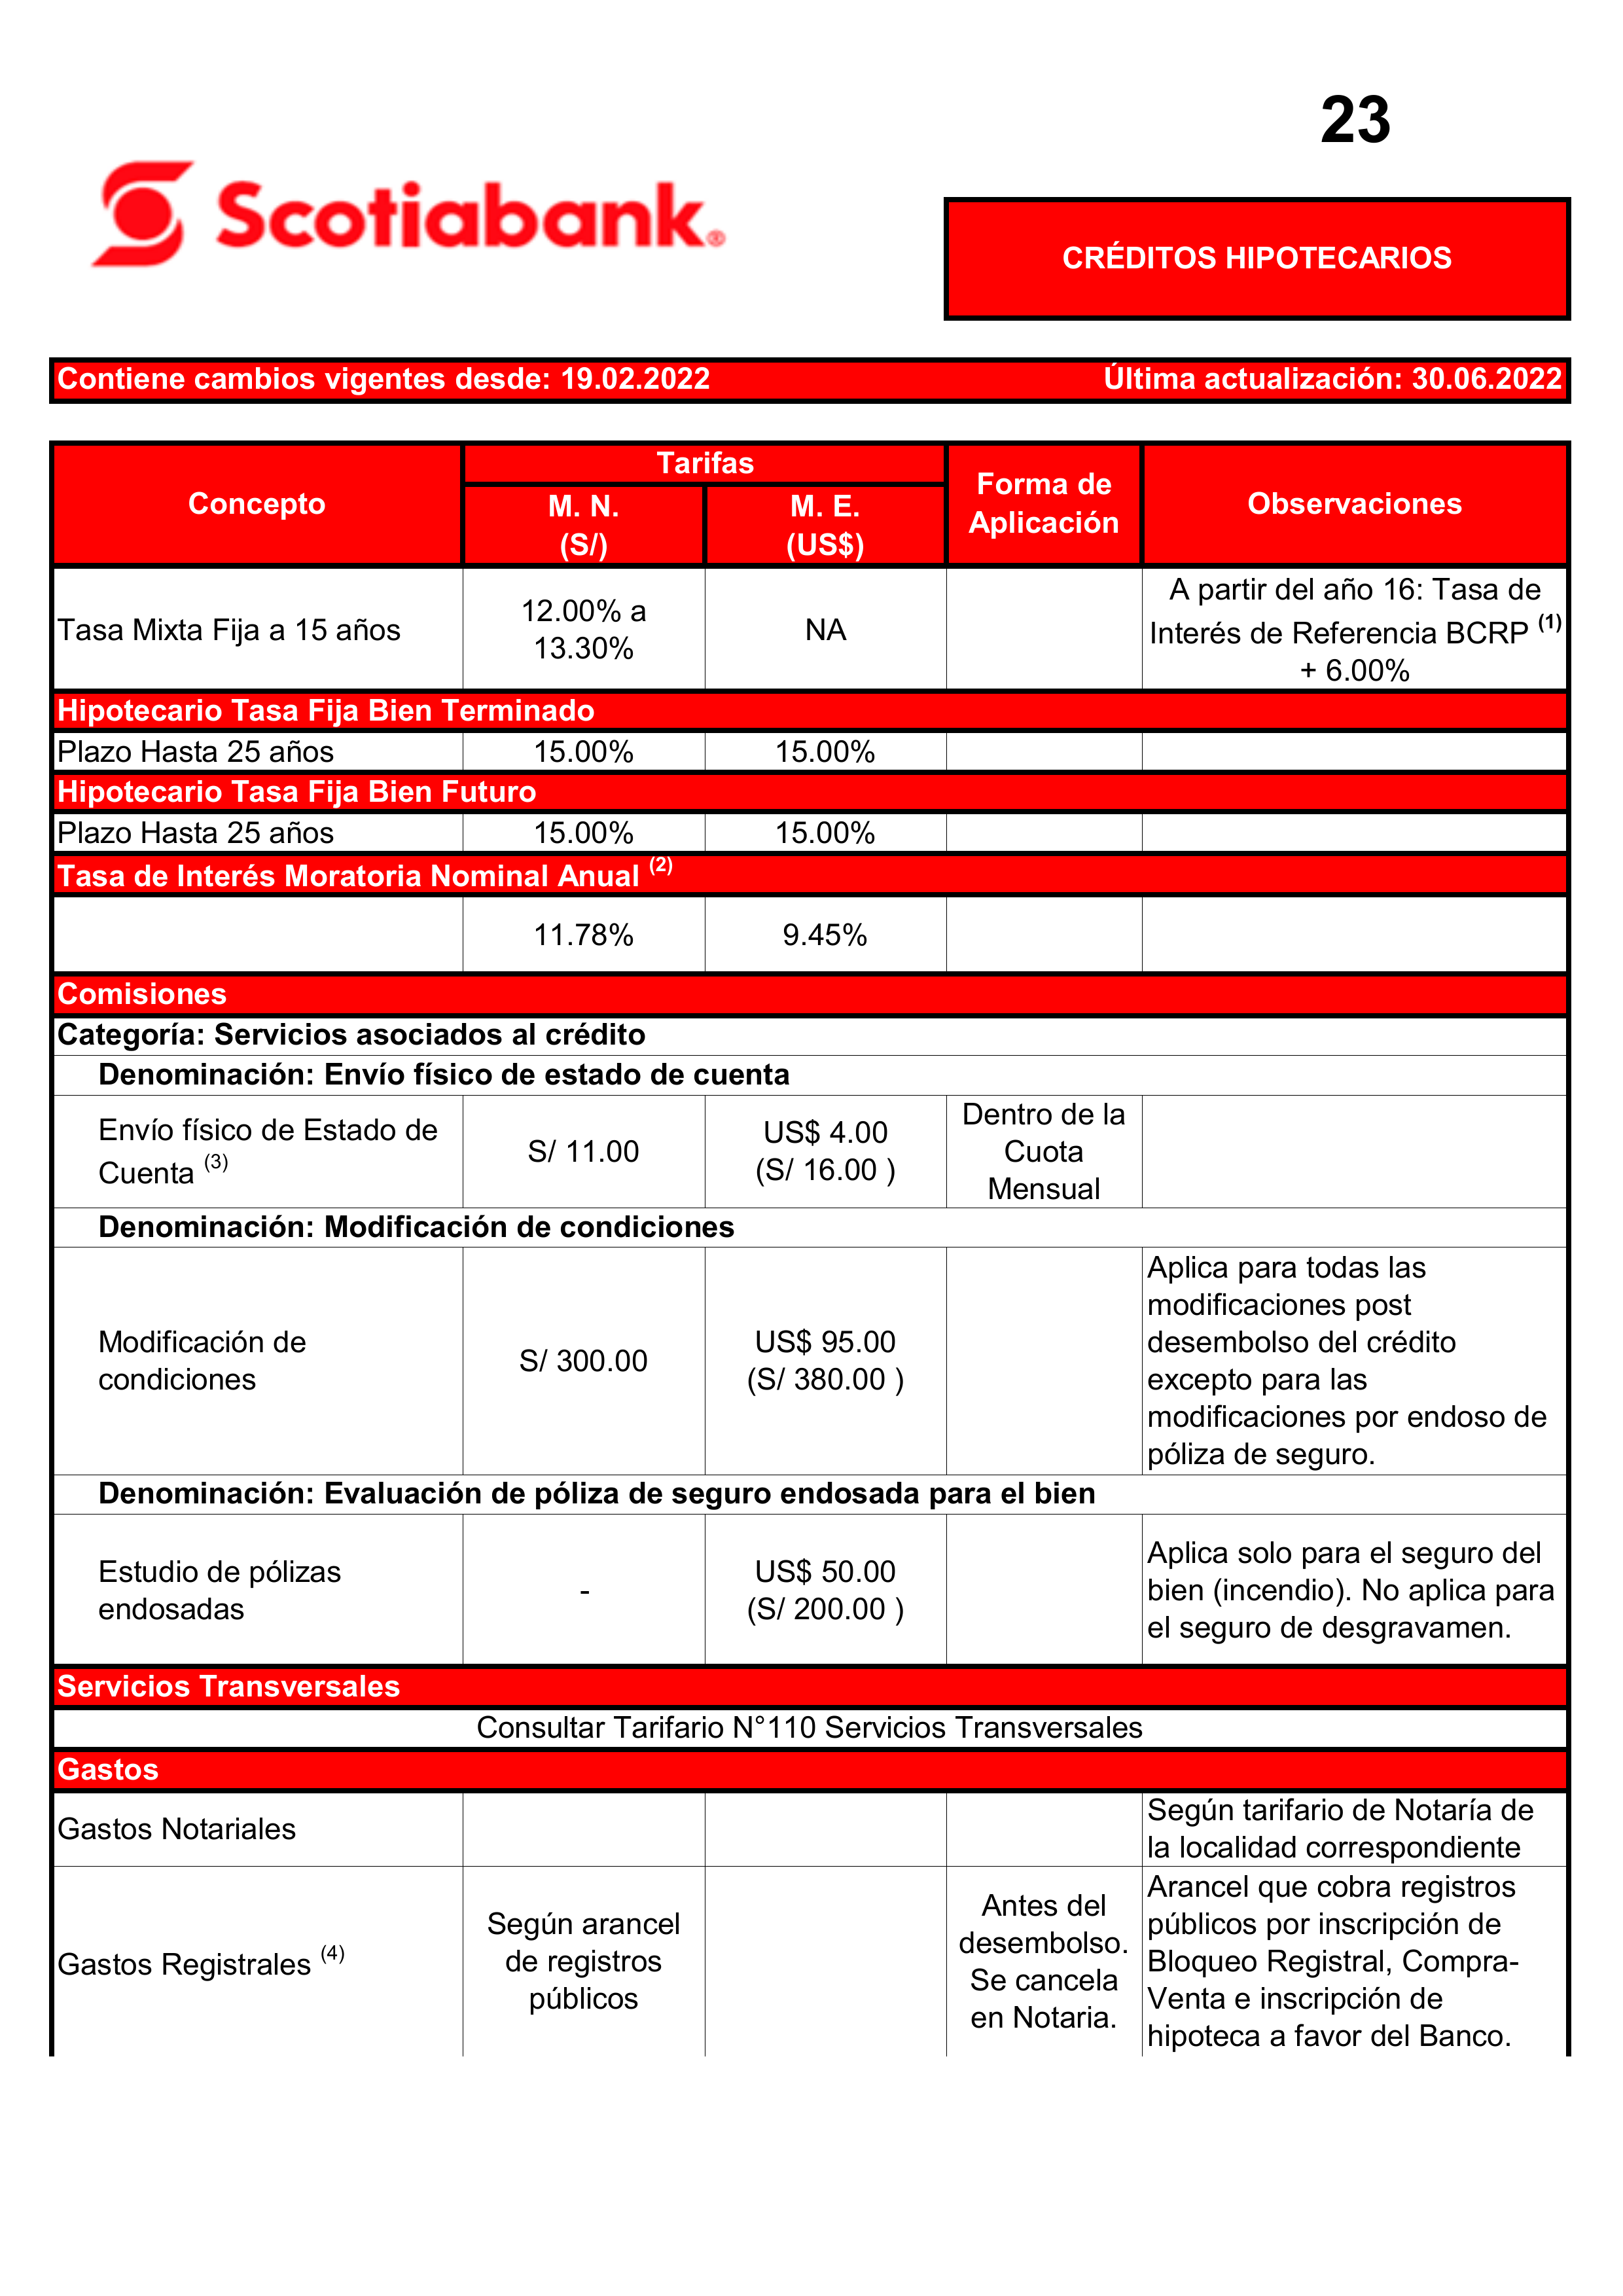 23
Scotiabank®
CRÉDITOS HIPOTECARIOS
Contiene cambios vigentes desde: 19.02.2022 Última actualización: 30.06.2022
Concepto
Tarifas
M. N.
(S/)
M. E.
(US$)
Forma de
Aplicación
Observaciones
Tasa Mixta Fija a 15 años
12.00% a
13.30%
NA
A partir del año 16: Tasa de
Interés de Referencia BCRP (1)
+ 6.00%
Hipotecario Tasa Fija Bien Terminado
Plazo Hasta 25 años 15.00% 15.00%
Hipotecario Tasa Fija Bien Futuro
Plazo Hasta 25 años 15.00% 15.00%
Tasa de Interés Moratoria Nominal Anual (2)
11.78% 9.45%
Comisiones
Categoría: Servicios asociados al crédito
Denominación: Envío físico de estado de cuenta
Envío físico de Estado de
Cuenta (3)
S/ 11.00
US$ 4.00
(S/ 16.00 )
Dentro de la
Cuota
Mensual
Denominación: Modificación de condiciones
Modificación de
condiciones
S/ 300.00
US$ 95.00
(S/ 380.00 )
Aplica para todas las
modificaciones post
desembolso del crédito
excepto para las
modificaciones por endoso de
póliza de seguro.
Denominación: Evaluación de póliza de seguro endosada para el bien
Estudio de pólizas
endosadas
-
US$ 50.00
(S/ 200.00 )
Aplica solo para el seguro del
bien (incendio). No aplica para
el seguro de desgravamen.
Servicios Transversales
Consultar Tarifario N°110 Servicios Transversales
Gastos
Gastos Notariales
Según tarifario de Notaría de
la localidad correspondiente
Gastos Registrales (4)
Según arancel
de registros
públicos
Antes del
desembolso.
Se cancela
en Notaria.
Arancel que cobra registros
públicos por inscripción de
Bloqueo Registral, Compra-
Venta e inscripción de
hipoteca a favor del Banco.